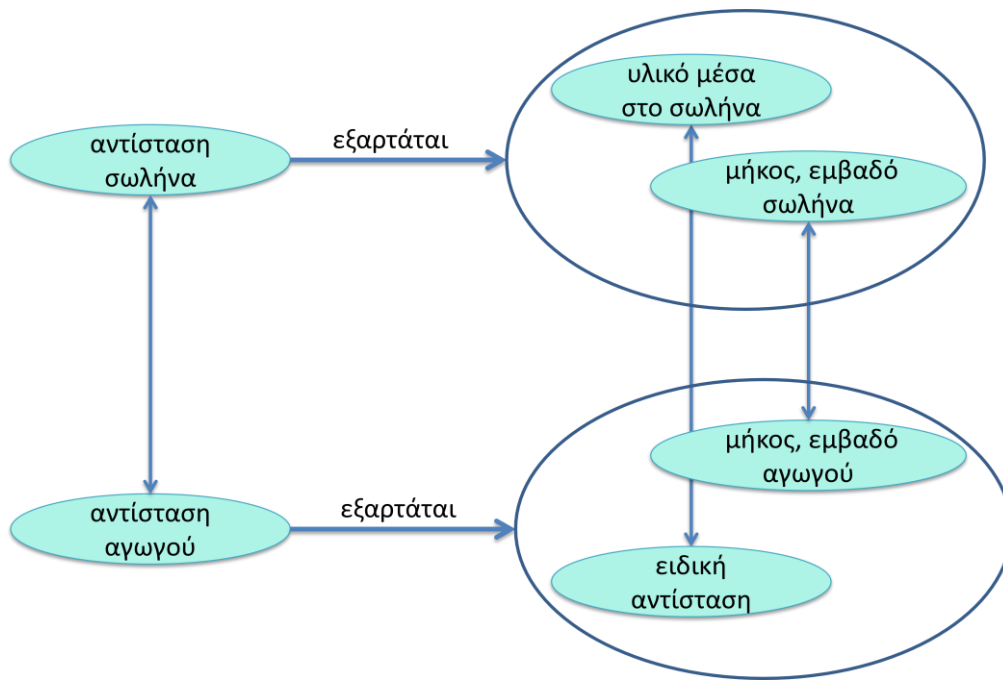 υλικό μέσα
στο σωλήνα
αντίσταση
σωλήνα
εξαρτάται
μήκος, εμβαδό
σωλήνα
μήκος, εμβαδό
αγωγού
αντίσταση
αγωγού
εξαρτάται
ειδική
αντίσταση